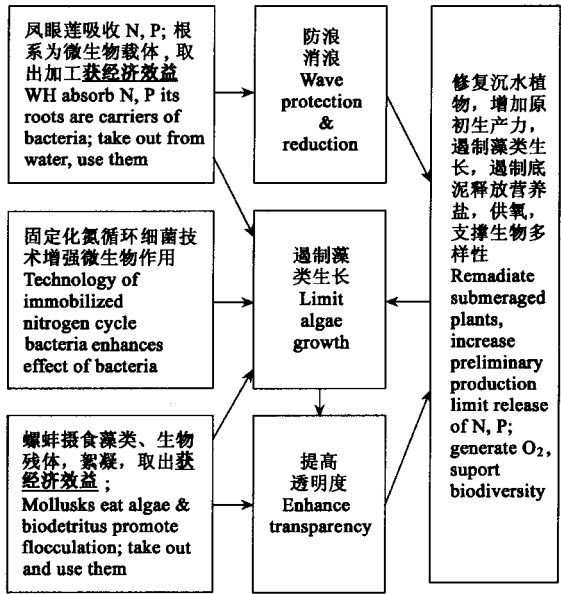 凤眼莲吸收 N, P; 根
系为微生物载体，取
出加工获经济效益
WH absorb N, P its
roots are carriers of
bacteria; take out from
water, use them
固定化氮循环细菌技
术增强微生物作用
Technology of
immobilized
nitrogen cycle
bacteria enhances
effect of bacteria
螺蚌摄食藻类、生物
残体，絮凝，取出获
经济效益；
Mollusks eat algae &
biodetritus promote
flocculation; take out
and use them
防浪
消浪
Wave
protection
&
reduction
遏制藻
类生长
Limit
algae
growth
提高
透明度
Enhance
transparency
修复沉水植
物，增加原
初生产力，
遏制藻类生
长，遏制底
泥释放营养
盐，供氧，
支撑生物多
样性
Remadiate
submeraged
plants,
increase
preliminary
production
limit release
of N, P;
generate O₂,
suport
biodiversity